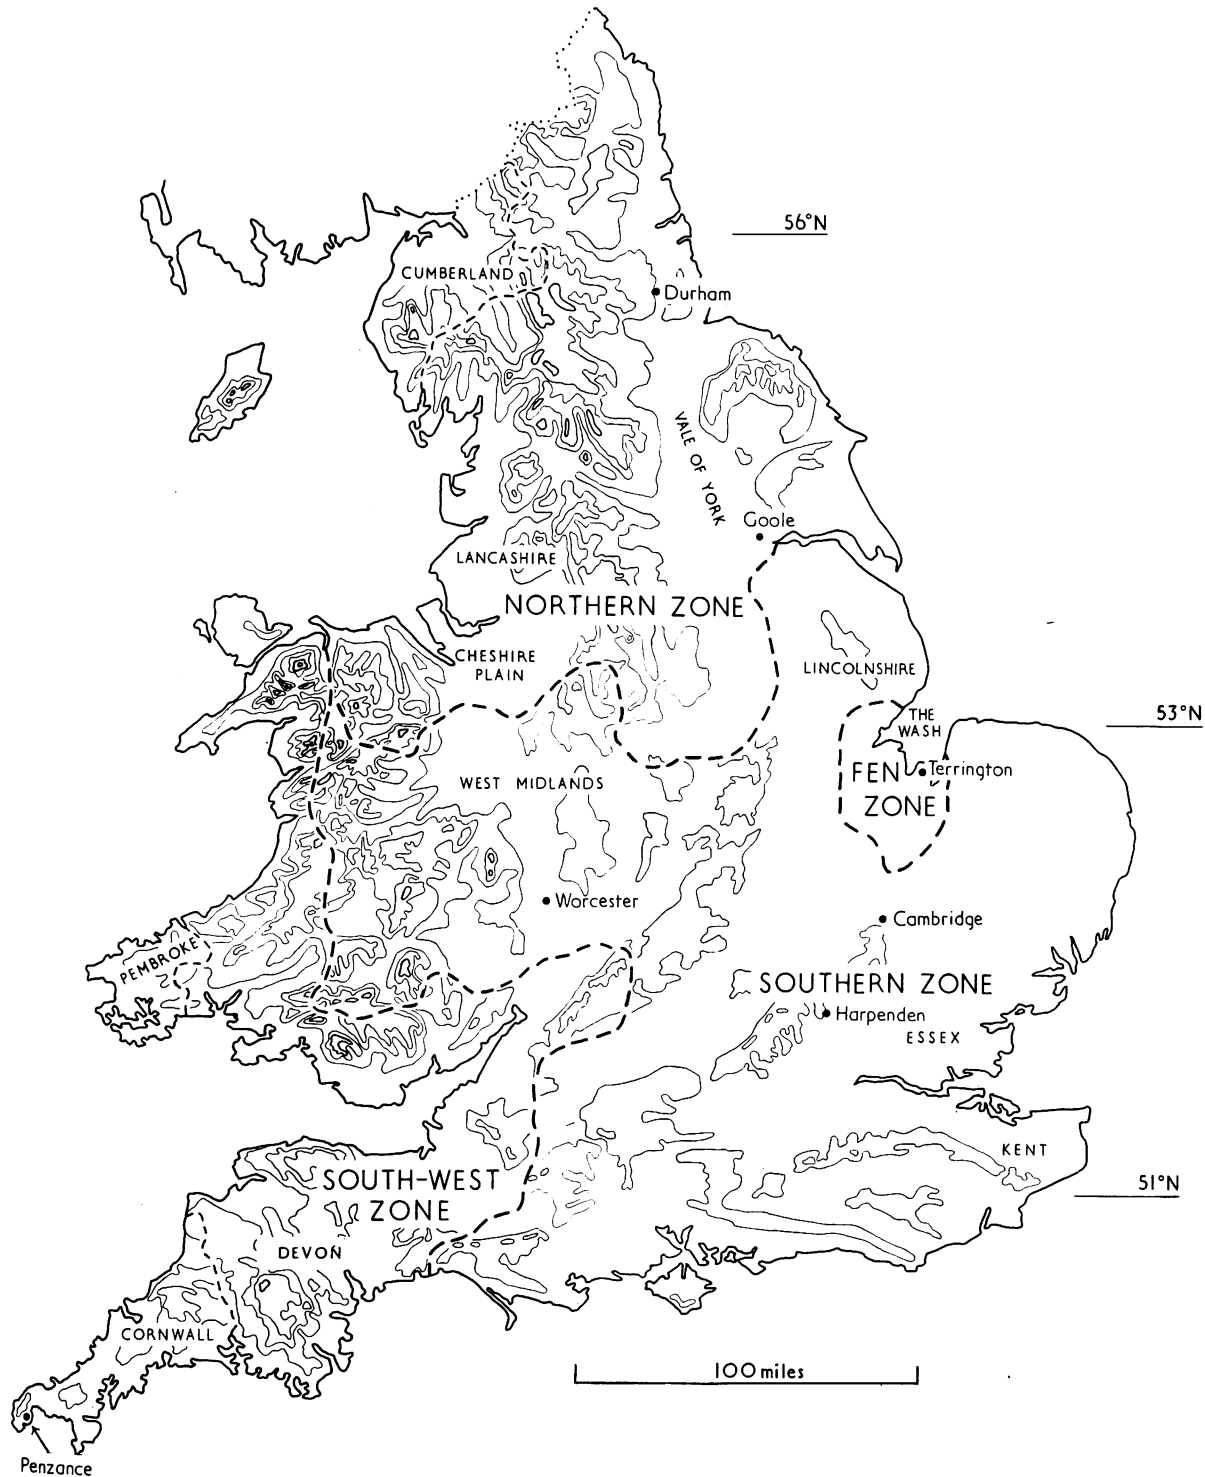 56°N
CUMBERLAND
Durham
VALE OF YORK
Goole
LANCASHIRE
NORTHERN ZONE
CHESHIRE
PLAIN
LINCOLNSHIRE
THE
WASH
53°N
FEN
ZONE
Terrington
WEST MIDLANDS
Worcester
Cambridge
PEMBROKE
SOUTHERN ZONE
Harpenden
ESSEX
KENT
SOUTH-WEST
ZONE
51°N
DEVON
CORNWALL
100 miles
Penzance